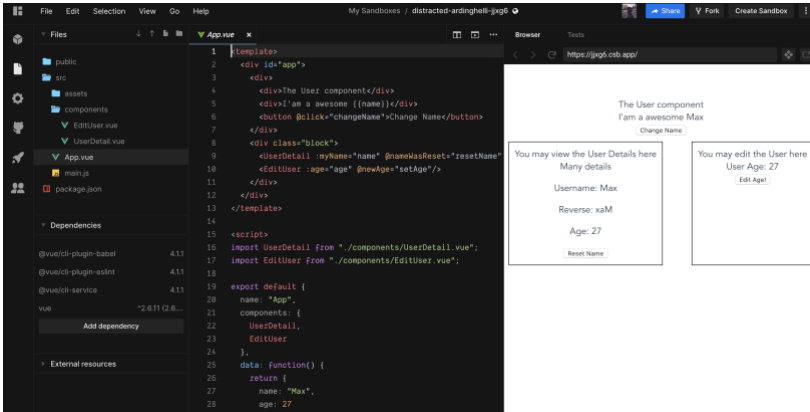 File Edit Selection View Go Help
My Sandboxes / distracted-ardinghelli-jjxg6
Share
Fork
Create Sandbox
Files
public
src
assets
components
EditUser.vue
UserDetail.vue
App.vue
main.js
package.json
Dependencies
@vue/cli-plugin-babel 4.1.1
@vue/cli-plugin-eslint 4.1.1
@vue/cli-service 4.1.1
vue ^2.6.11 (2.6...
Add dependency
External resources
App.vue
1 <template>
2 <div id="app">
3 <div>
4 <div>The User component</div>
5 <div>I'am a awesome {{name}}</div>
6 <button @click="changeName">Change Name</button>
7 </div>
8 <div class="block">
9 <UserDetail :myName="name" @nameWasReset="resetName"
10 <EditUser :age="age" @newAge="setAge"/>
11 </div>
12 </div>
13 </template>
14
15 <script>
16 import UserDetail from "./components/UserDetail.vue";
17 import EditUser from "./components/EditUser.vue";
18
19 export default {
20 name: "App",
21 components: {
22 UserDetail,
23 EditUser
24 },
25 data: function() {
26 return {
27 name: "Max",
28 age: 27
Browser Tests
https://jjxg6.csb.app/
The User component
I'am a awesome Max
Change Name
You may view the User Details here
Many details
Username: Max
Reverse: xaM
Age: 27
Reset Name
You may edit the User here
User Age: 27
Edit Age!